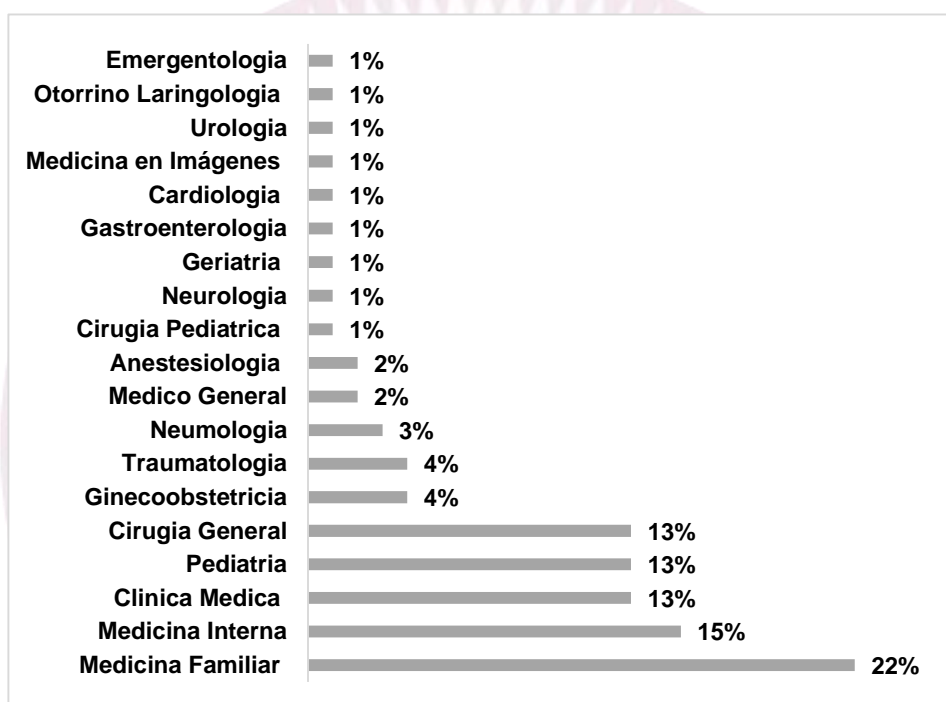 Emergentologia 1%
Otorrino Laringologia 1%
Urologia 1%
Medicina en Imágenes 1%
Cardiologia 1%
Gastroenterologia 1%
Geriatria 1%
Neurologia 1%
Cirugia Pediatrica 1%
Anestesiologia 2%
Medico General 2%
Neumologia 3%
Traumatologia 4%
Ginecoobstetricia 4%
Cirugia General 13%
Pediatria 13%
Clinica Medica 13%
Medicina Interna 15%
Medicina Familiar 22%